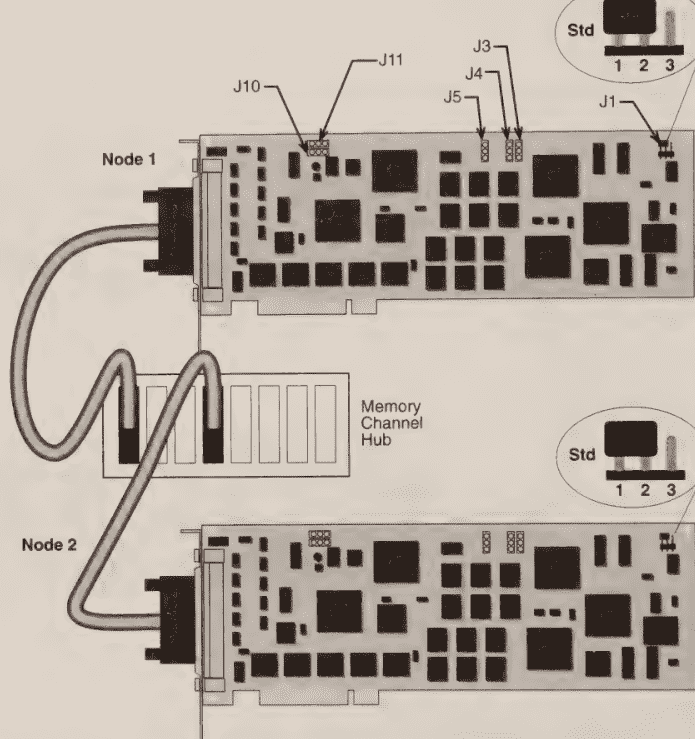 Std
1 2 3
J11
J3
J10
J4
J5
J1
Node 1
Memory
Channel
Hub
Std
1 2 3
Node 2